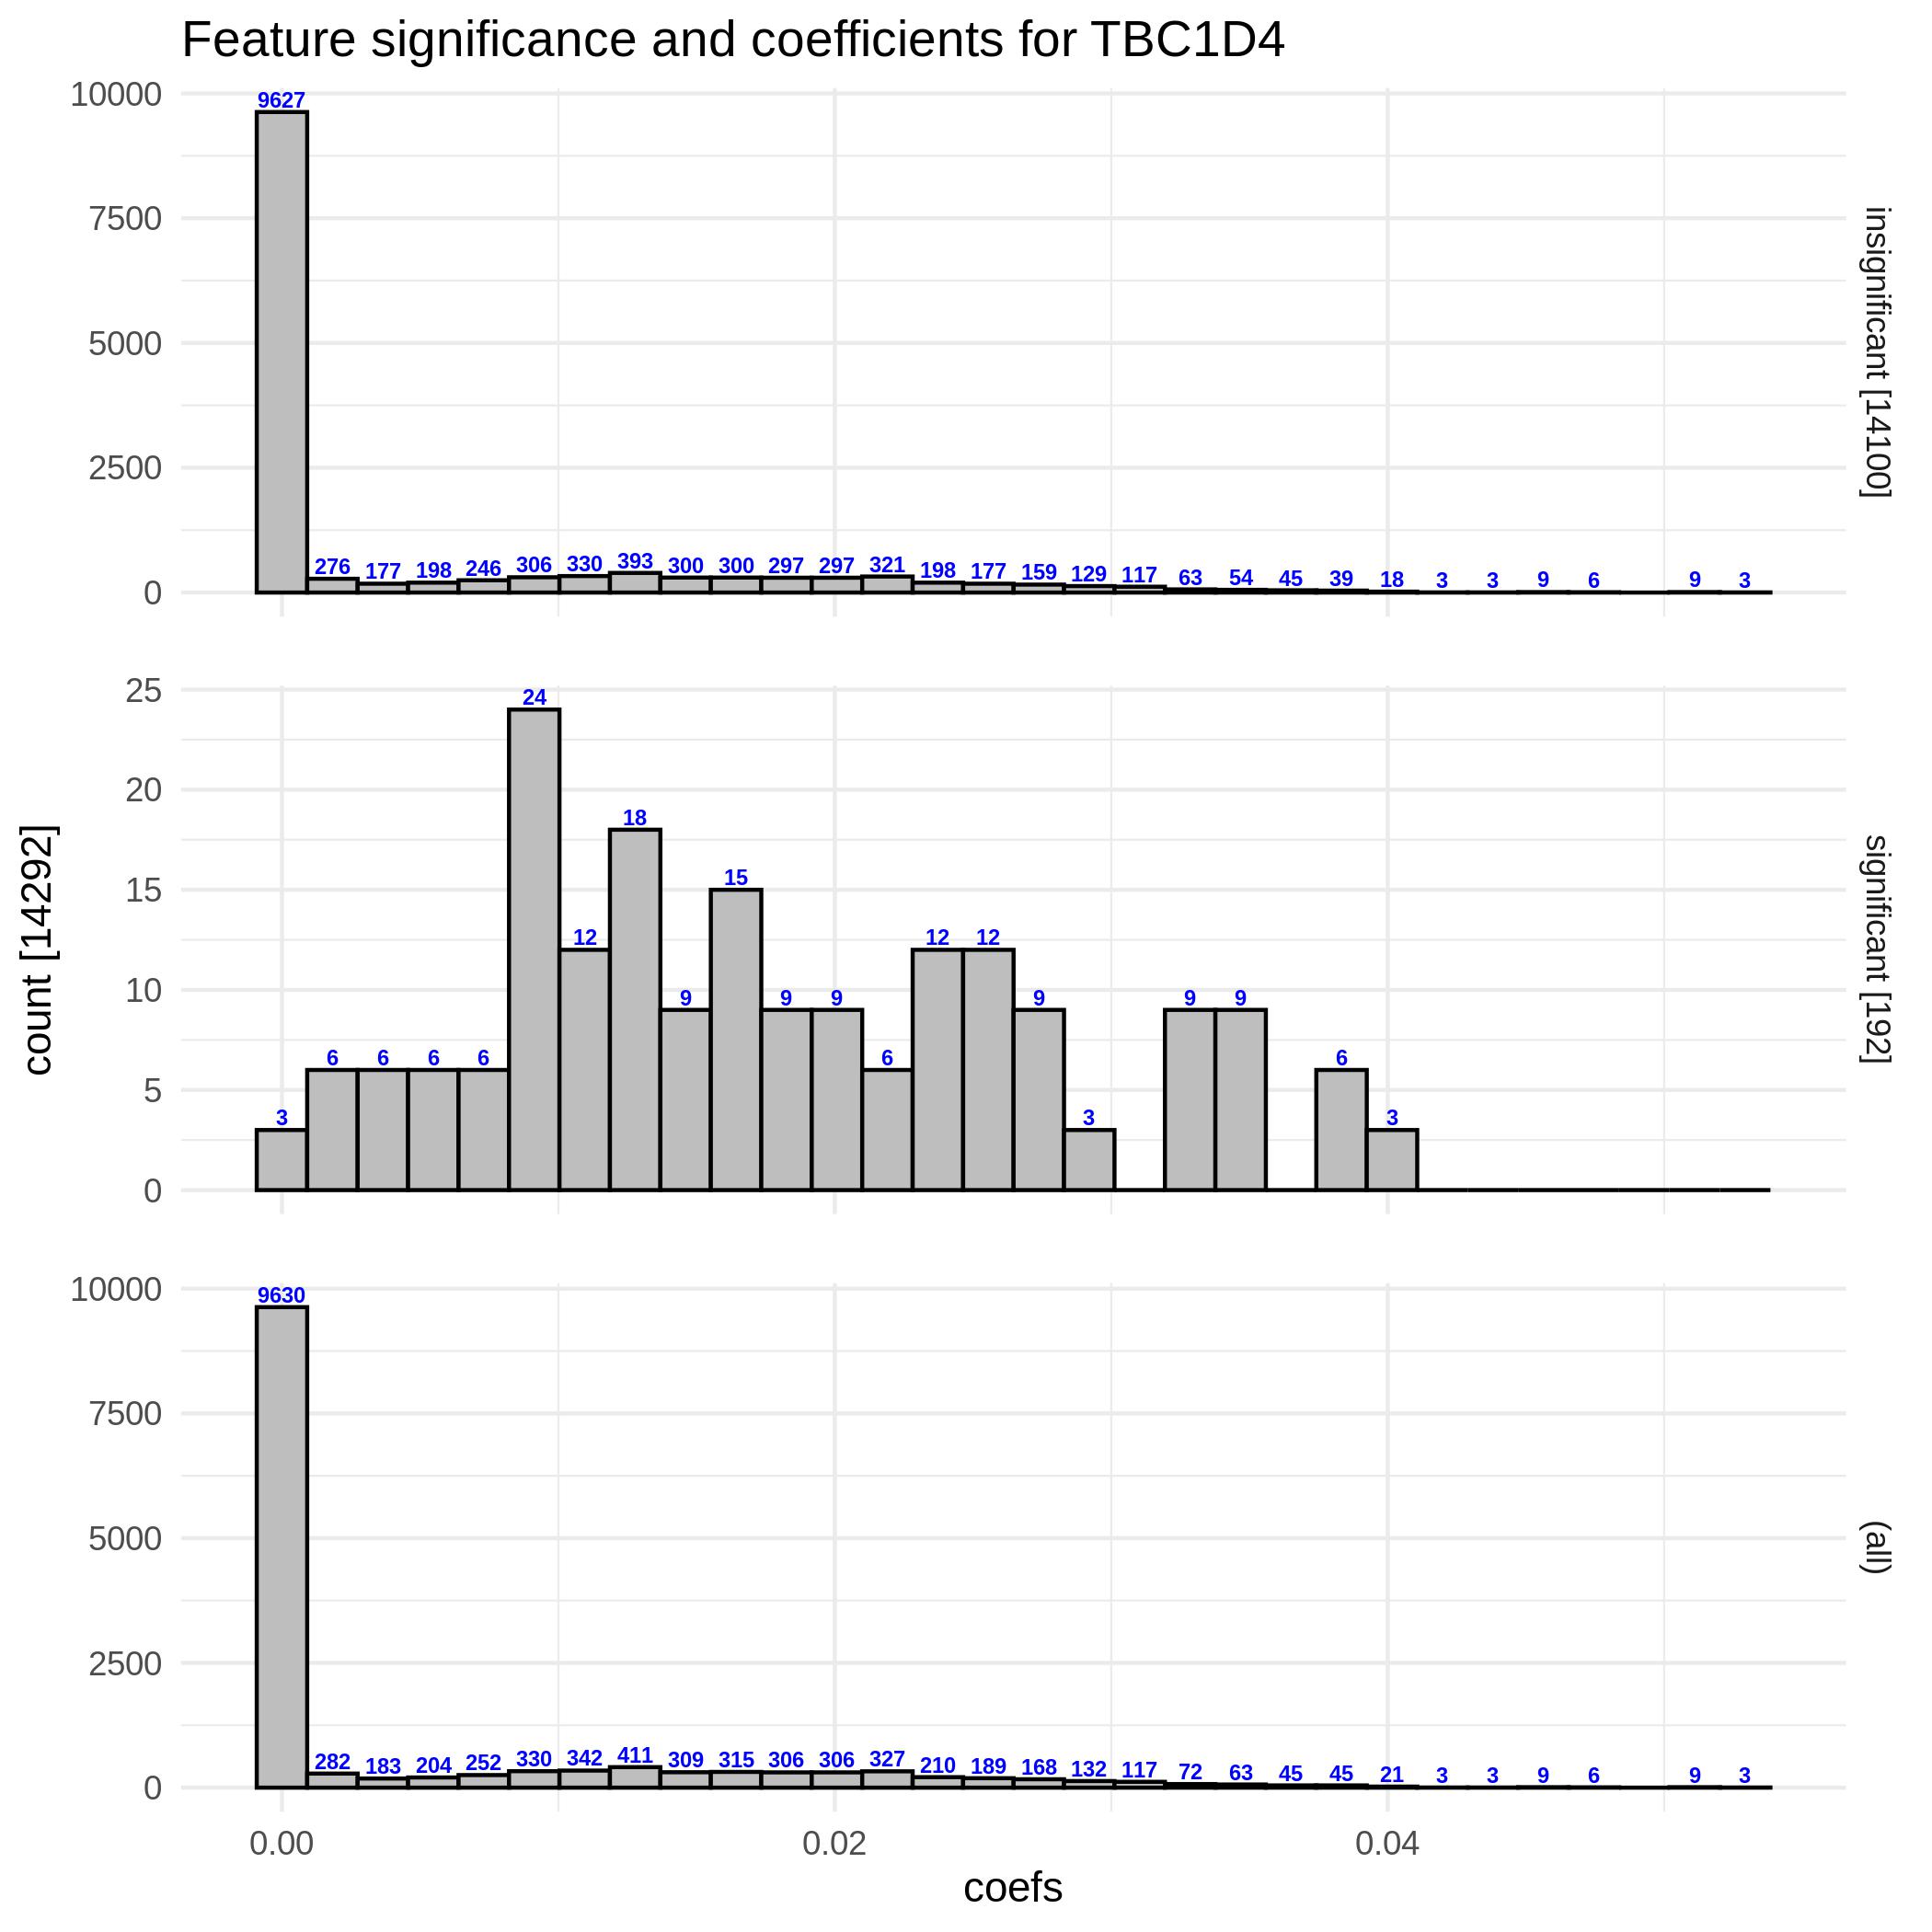 Feature significance and coefficients for TBC1D4
10000
7500
5000
2500
0
9627
276 177 198 246 306 330 393 300 300 297 297 321 198 177 159 129 117 63 54 45 39 18 3 3 9 6 9 3
insignificant [14100]
count [14292]
25
20
15
10
5
0
3 6 6 6 6 24 12 18 9 15 9 9 6 12 12 9 3 9 9 6 3
significant [192]
10000
7500
5000
2500
0
9630
282 183 204 252 330 342 411 309 315 306 306 327 210 189 168 132 117 72 63 45 45 21 3 3 9 6 9 3
(all)
0.00 0.02 0.04
coefs